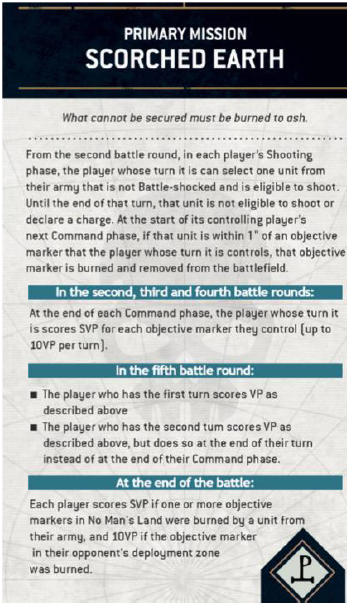 PRIMARY MISSION
SCORCHED EARTH
What cannot be secured must be burned to ash.
From the second battle round, in each player's Shooting
phase, the player whose turn it is can select one unit from
their army that is not Battle-shocked and is eligible to shoot.
Until the end of that turn, that unit is not eligible to shoot or
declare a charge. At the start of its controlling player's
next Command phase, if that unit is within 1" of an objective
marker that the player whose turn it is controls, that objective
marker is burned and removed from the battlefield.
In the second, third and fourth battle rounds:
At the end of each Command phase, the player whose turn it
is scores SVP for each objective marker they control (up to
10VP per turn).
In the fifth battle round:
■ The player who has the first turn scores VP as
described above
■ The player who has the second tum scores VP as
described above, but does so at the end of their turn
instead of at the end of their Command phase.
At the end of the battle:
Each player scores SVP if one or more objective
markers in No Man's Land were burned by a unit from
their army, and 10VP if the objective marker
in their opponent's deployment zone
was burned.